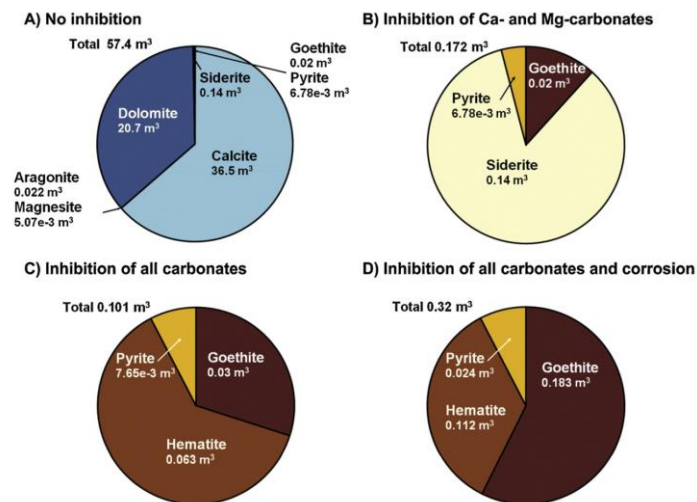 A) No inhibition
Total 57.4 m³
Goethite
0.02 m³
Siderite
0.14 m³
Pyrite
6.78e-3 m³
Dolomite
20.7 m³
Calcite
36.5 m³
Aragonite
0.022 m³
Magnesite
5.07e-3 m³
B) Inhibition of Ca- and Mg-carbonates
Total 0.172 m³
Goethite
0.02 m³
Pyrite
6.78e-3 m³
Siderite
0.14 m³
C) Inhibition of all carbonates
Total 0.101 m³
Pyrite
7.65e-3 m³
Goethite
0.03 m³
Hematite
0.063 m³
D) Inhibition of all carbonates and corrosion
Total 0.32 m³
Pyrite
0.024 m³
Goethite
0.183 m³
Hematite
0.112 m³